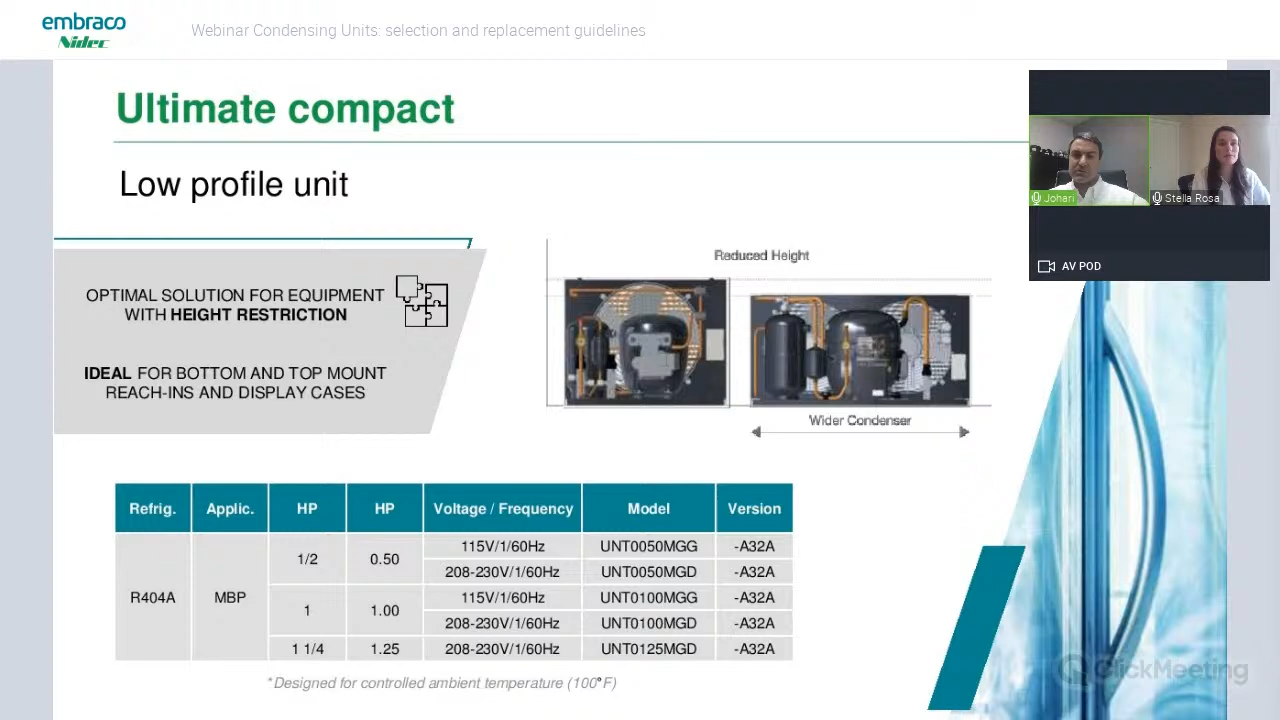 embraco
Nidec
Webinar Condensing Units: selection and replacement guidelines
Ultimate compact
Low profile unit
OPTIMAL SOLUTION FOR EQUIPMENT
WITH HEIGHT RESTRICTION
IDEAL FOR BOTTOM AND TOP MOUNT
REACH-INS AND DISPLAY CASES
Reduced Height
Wider Condenser
Johari
Stella Rosa
AV POD
Refrig. Applic. HP HP Voltage / Frequency Model Version
R404A MBP 1/2 0.50 115V/1/60Hz UNT0050MGG -A32A
208-230V/1/60Hz UNT0050MGD -A32A
1 1.00 115V/1/60Hz UNT0100MGG -A32A
208-230V/1/60Hz UNT0100MGD -A32A
1 1/4 1.25 208-230V/1/60Hz UNT0125MGD -A32A
*Designed for controlled ambient temperature (100°F)
ClickMeeting